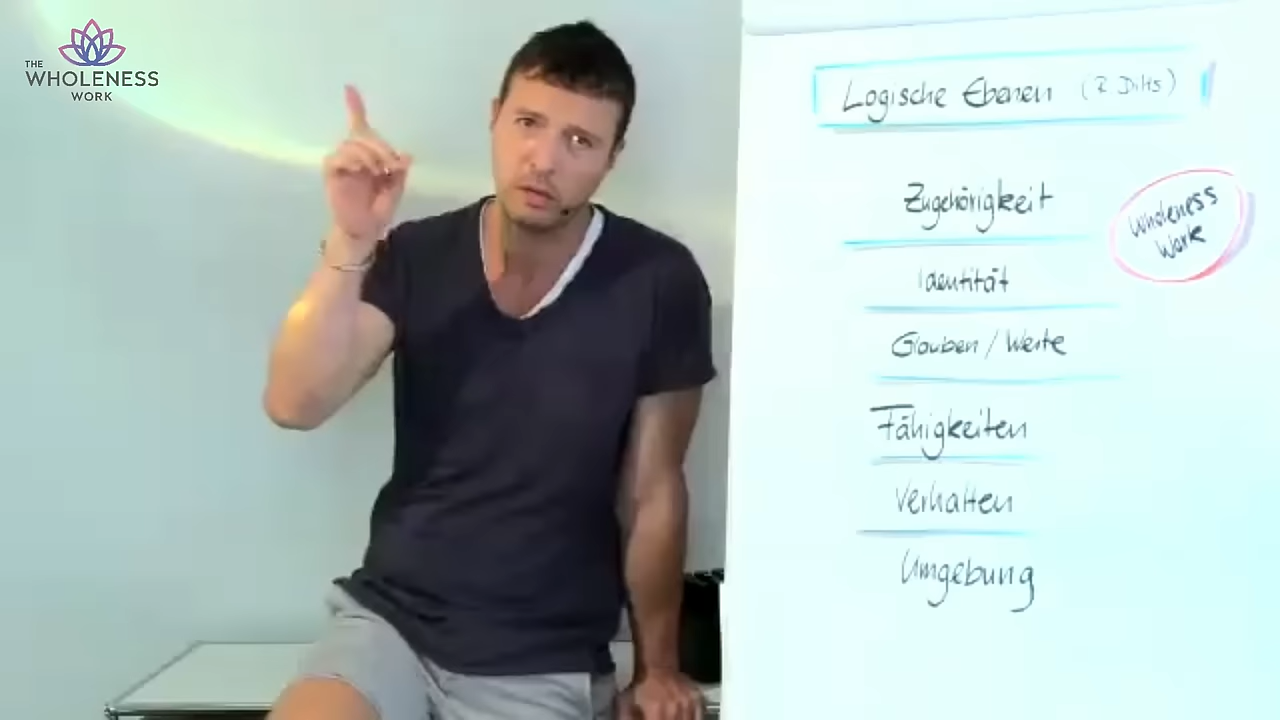 THE
WHOLENESS
WORK
Logische Ebenen (R Dilts)
Zugehörigkeit
Wholeness
Work
Identität
Glauben / Werte
Fähigkeiten
Verhalten
Umgebung